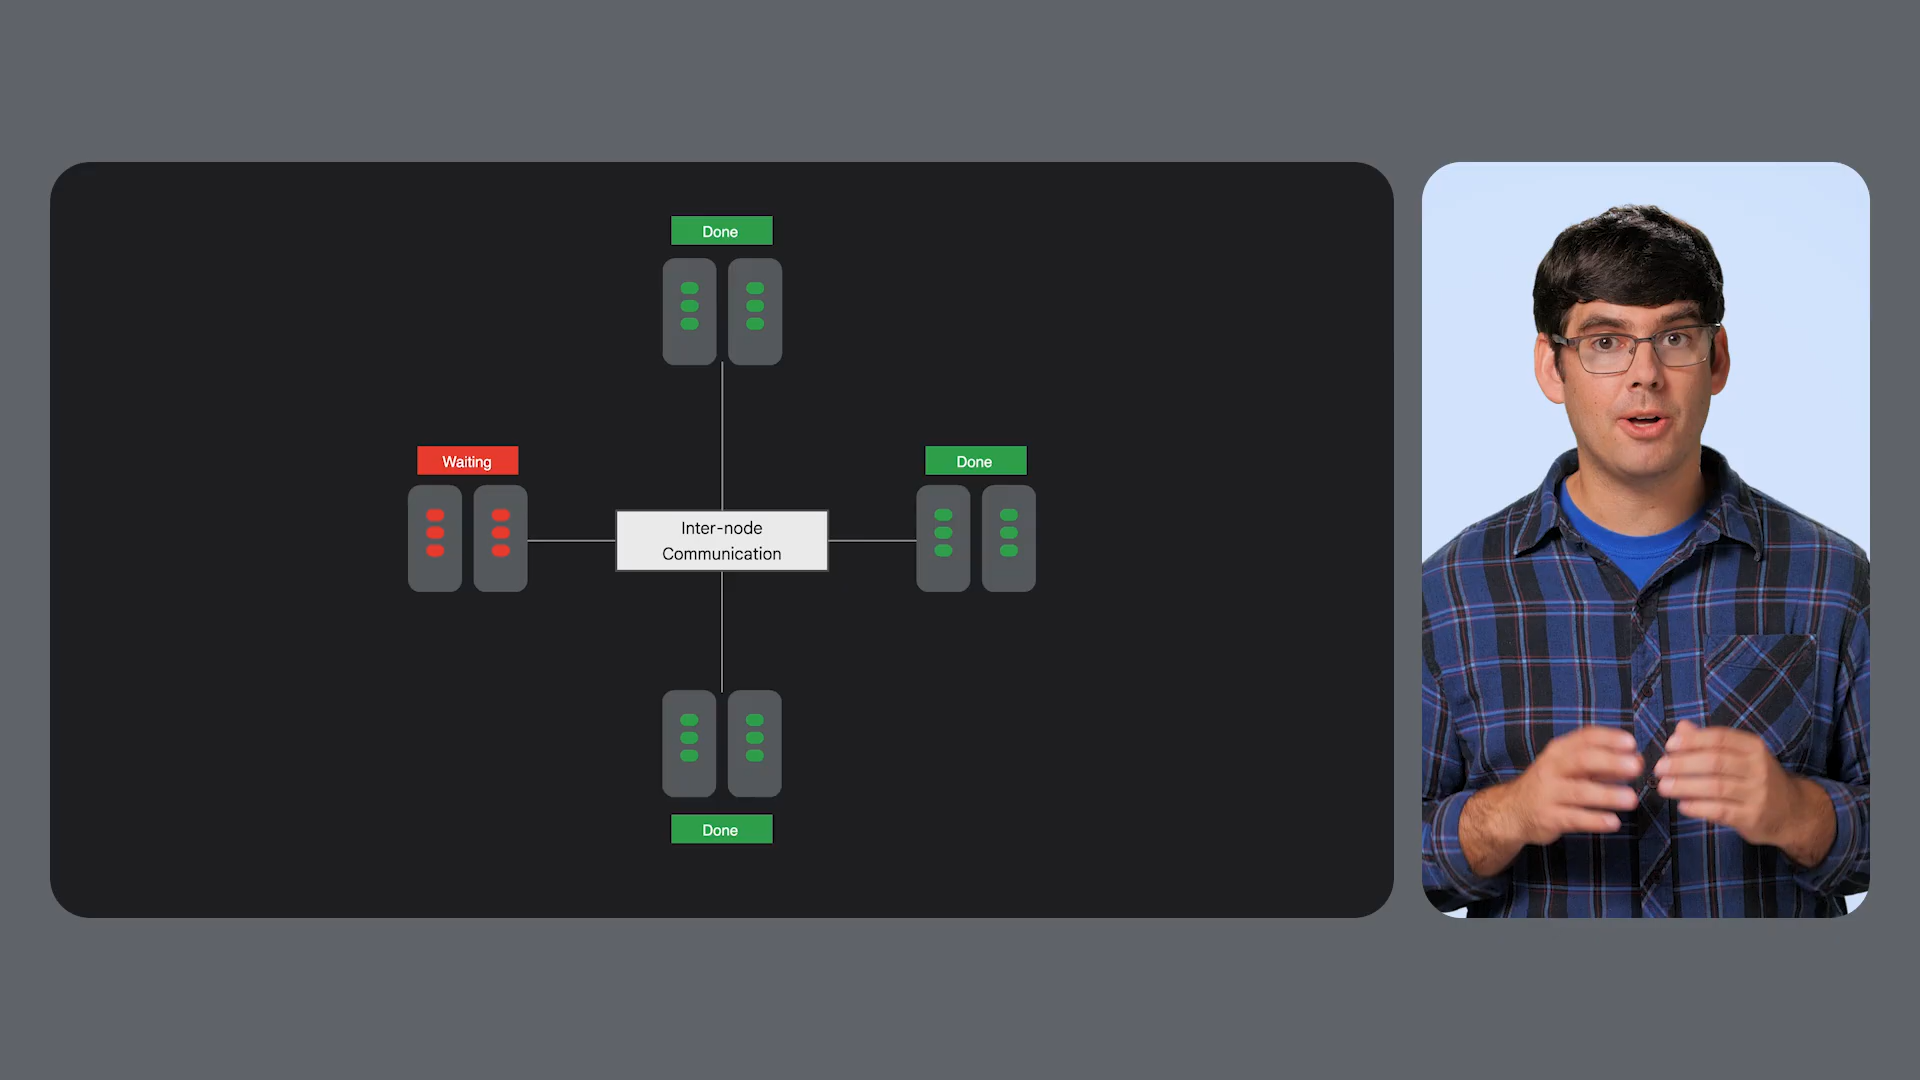 Done
Waiting
Done
Inter-node
Communication
Done